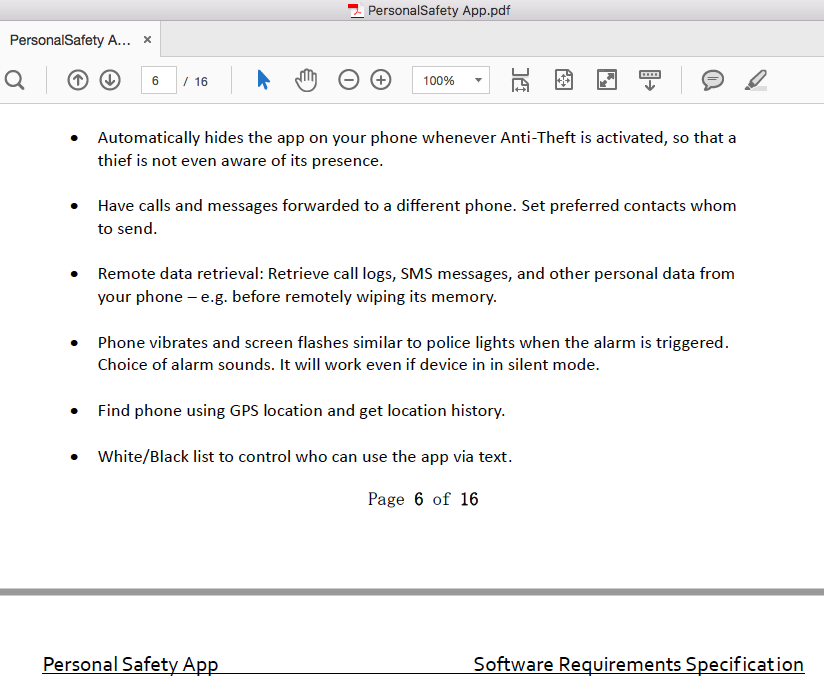 PersonalSafety App.pdf
PersonalSafety A... ×
6 / 16 100%
• Automatically hides the app on your phone whenever Anti-Theft is activated, so that a
thief is not even aware of its presence.
• Have calls and messages forwarded to a different phone. Set preferred contacts whom
to send.
• Remote data retrieval: Retrieve call logs, SMS messages, and other personal data from
your phone – e.g. before remotely wiping its memory.
• Phone vibrates and screen flashes similar to police lights when the alarm is triggered.
Choice of alarm sounds. It will work even if device in in silent mode.
• Find phone using GPS location and get location history.
• White/Black list to control who can use the app via text.
Page 6 of 16
Personal Safety App Software Requirements Specification